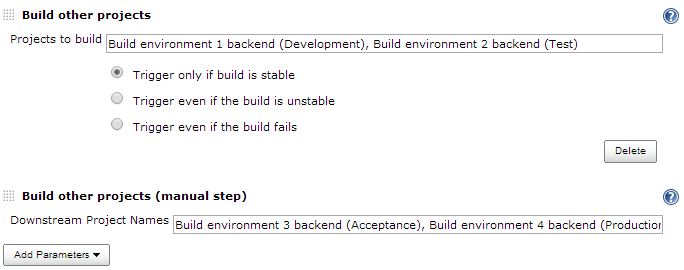 Build other projects
Projects to build
Build environment 1 backend (Development), Build environment 2 backend (Test)
Trigger only if build is stable
Trigger even if the build is unstable
Trigger even if the build fails
Delete
Build other projects (manual step)
Downstream Project Names
Build environment 3 backend (Acceptance), Build environment 4 backend (Production
Add Parameters